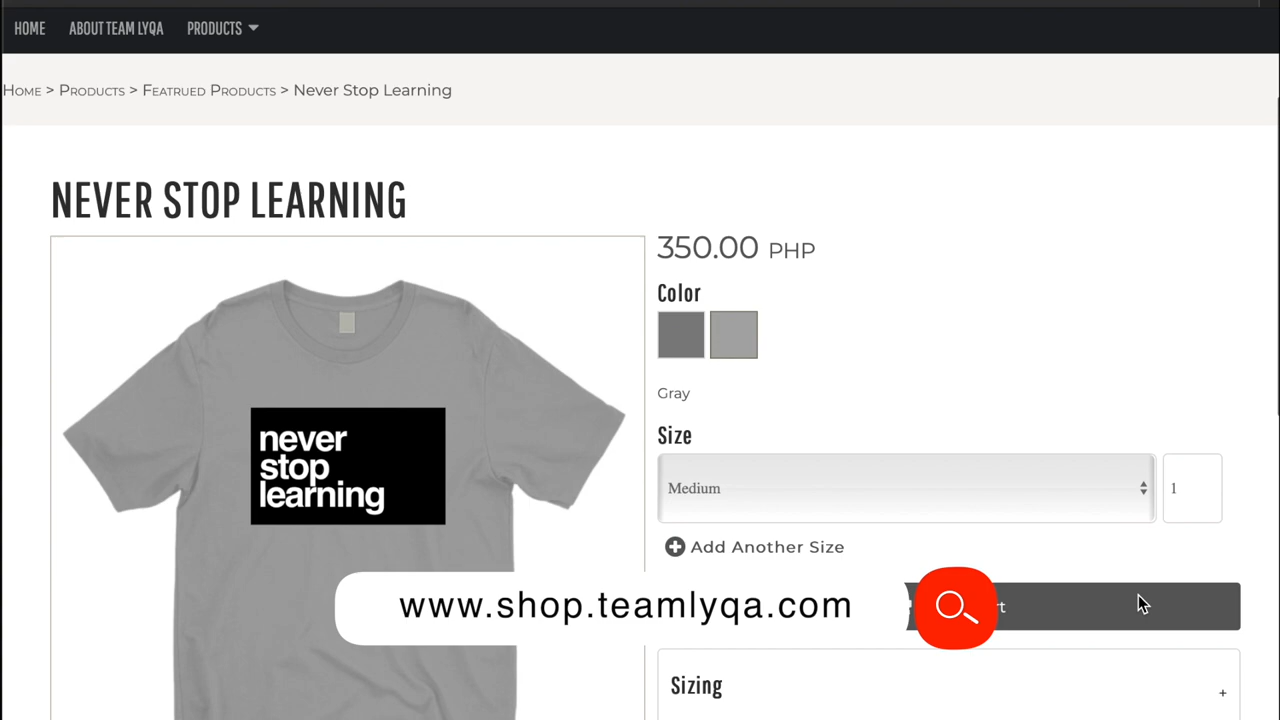 HOME ABOUT TEAM LYQA PRODUCTS
Home > Products > Featrued Products > Never Stop Learning
NEVER STOP LEARNING
350.00 PHP
Color
Gray
Size
Medium 1
Add Another Size
never
stop
learning
www.shop.teamlyqa.com
Sizing +